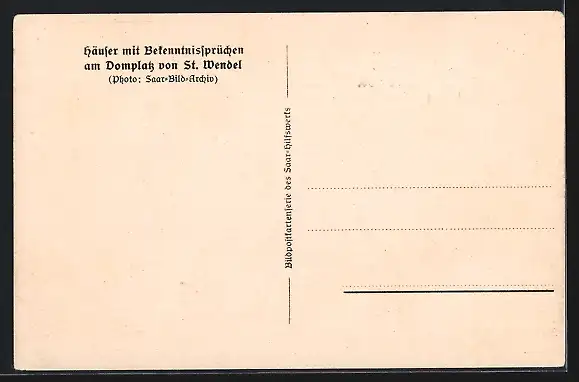 Häuser mit Bekenntnissprüchen
am Domplatz von St. Wendel
(Photo: Saar-Bild-Archiv)
Bildpostkartenserie des Saar-Hilfswerks